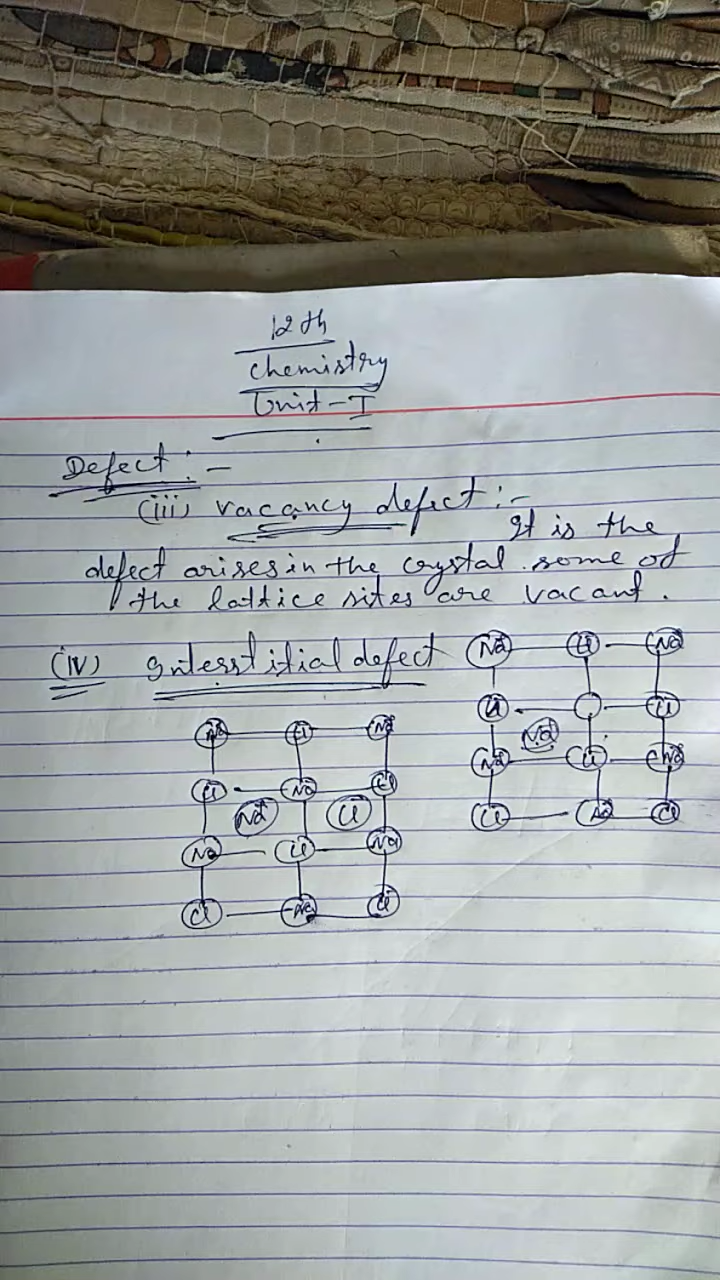 12th
chemistry
Unit-I
Defect :-
(iii) vacancy defect :-
It is the
defect arises in the crystal. some of
the lattice sites are vacant.
(iv) Interstitial defect
Na Cl Na
Cl Cl
Na Na Cl Na
Cl Na Cl
Na Cl Na
Cl Na Cl
Na Cl
Na Cl Na
Cl Na Cl